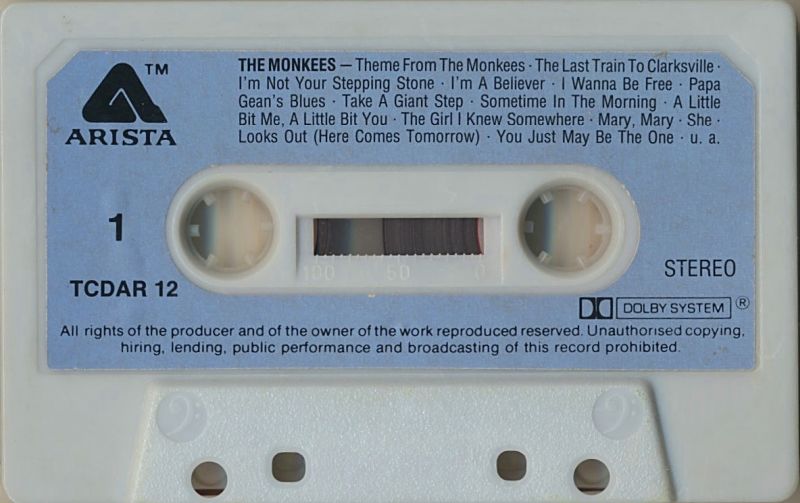 TM
ARISTA
THE MONKEES — Theme From The Monkees · The Last Train To Clarksville ·
I'm Not Your Stepping Stone · I'm A Believer · I Wanna Be Free · Papa
Gean's Blues · Take A Giant Step · Sometime In The Morning · A Little
Bit Me, A Little Bit You · The Girl I Knew Somewhere · Mary, Mary · She ·
Looks Out (Here Comes Tomorrow) · You Just May Be The One · u. a.
1
100 50 0
TCDAR 12
STEREO
DOLBY SYSTEM ®
All rights of the producer and of the owner of the work reproduced reserved. Unauthorised copying,
hiring, lending, public performance and broadcasting of this record prohibited.